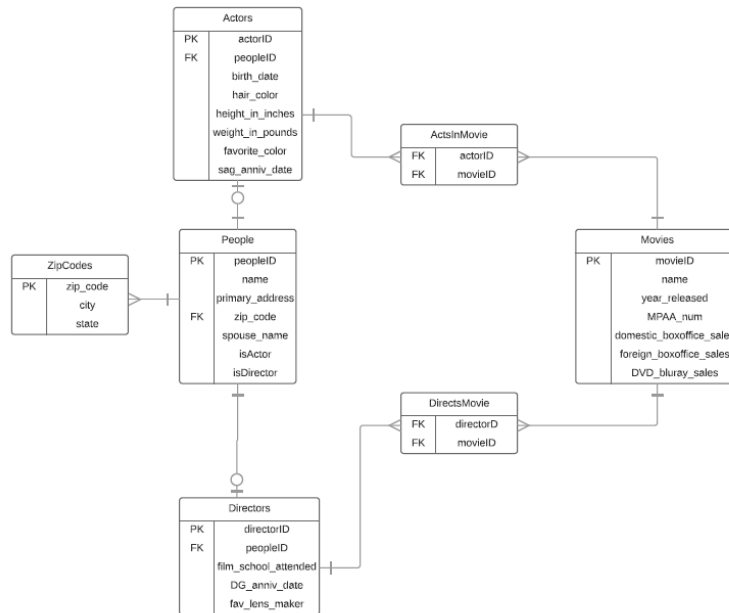 Actors
PK actorID
FK peopleID
birth_date
hair_color
height_in_inches
weight_in_pounds
favorite_color
sag_anniv_date
ActsInMovie
FK actorID
FK movieID
People
PK peopleID
name
primary_address
FK zip_code
spouse_name
isActor
isDirector
ZipCodes
PK zip_code
city
state
Movies
PK movieID
name
year_released
MPAA_num
domestic_boxoffice_sale
foreign_boxoffice_sales
DVD_bluray_sales
DirectsMovie
FK directorD
FK movieID
Directors
PK directorID
FK peopleID
film_school_attended
DG_anniv_date
fav_lens_maker